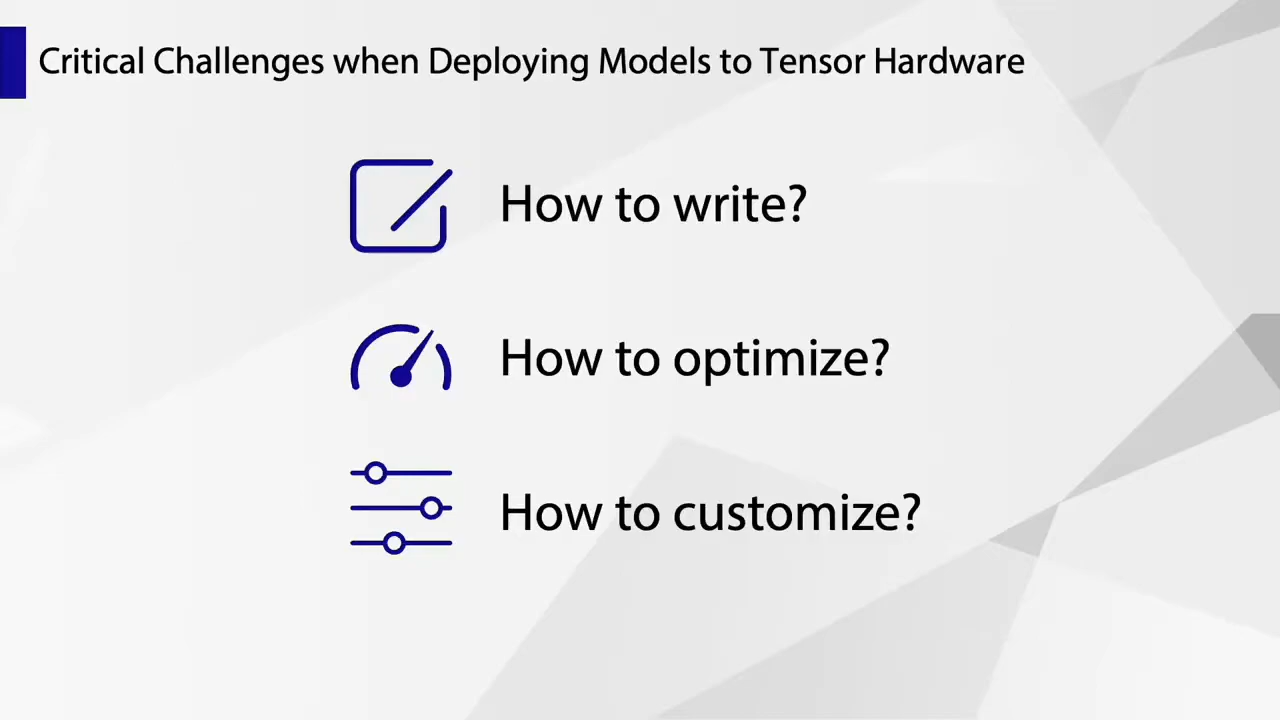 Critical Challenges when Deploying Models to Tensor Hardware
How to write?
How to optimize?
How to customize?